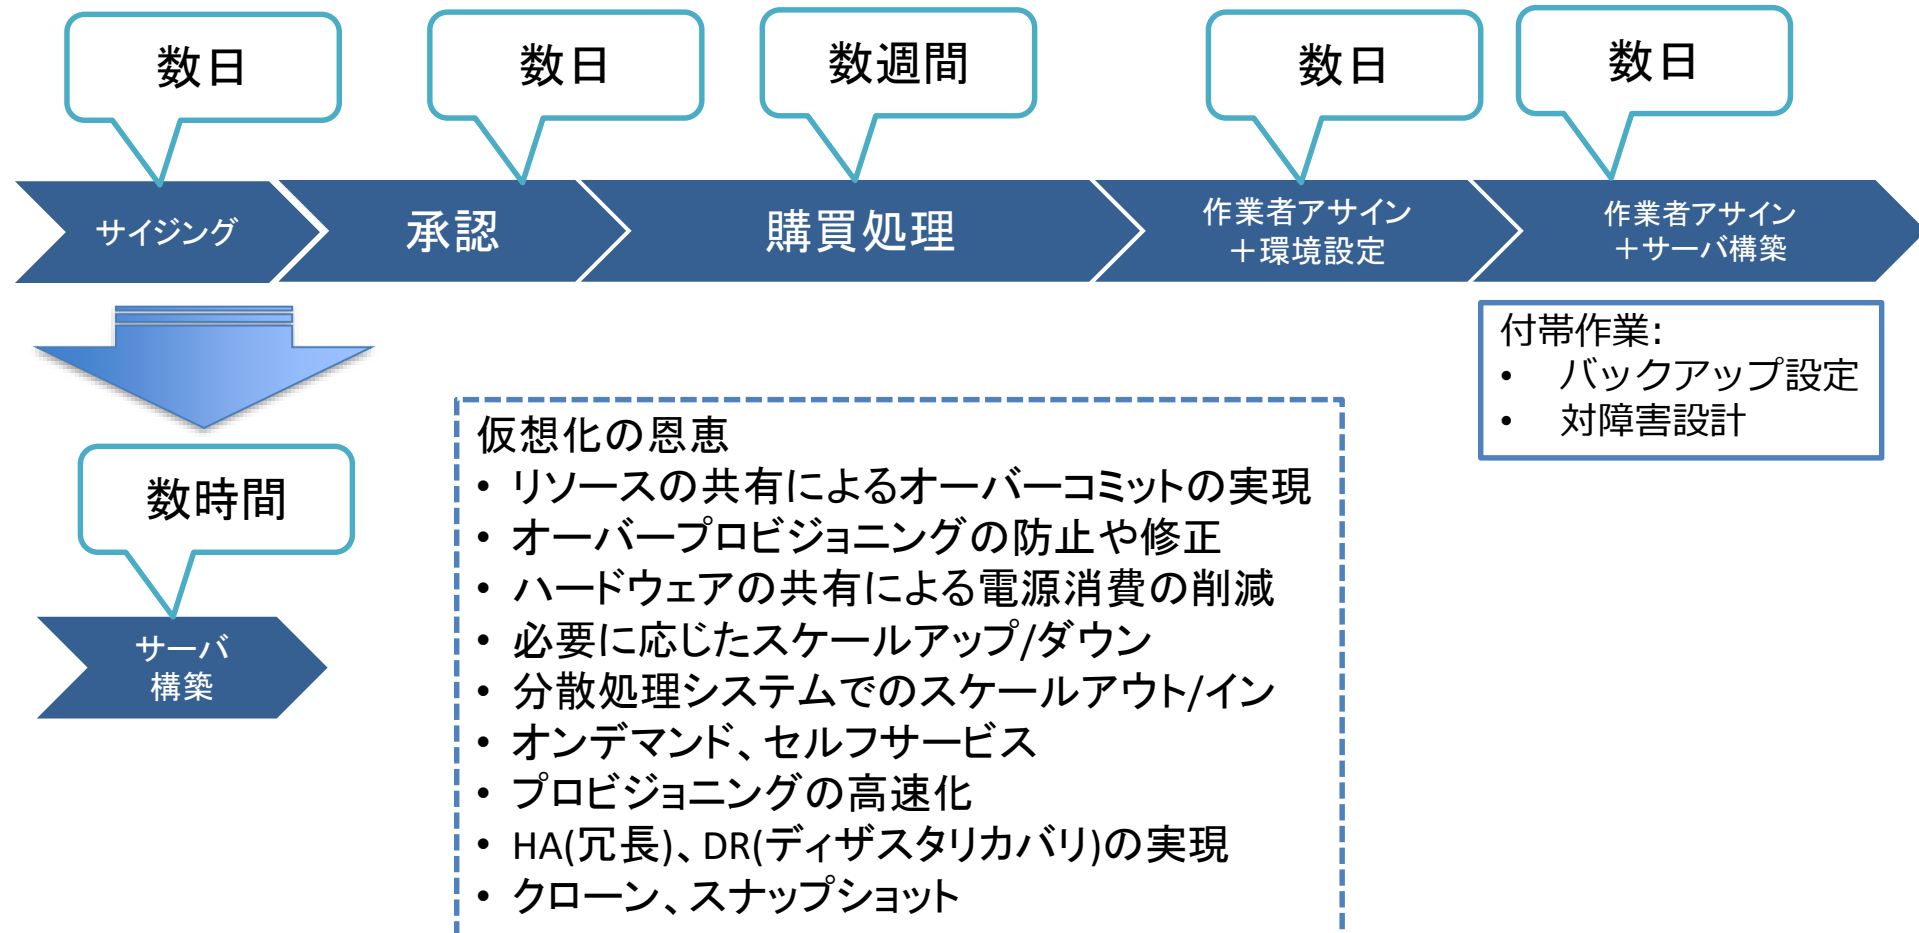 数日
数日
数週間
数日
数日
サイジング
承認
購買処理
作業者アサイン
＋環境設定
作業者アサイン
＋サーバ構築
付帯作業:
• バックアップ設定
• 対障害設計
数時間
サーバ
構築
仮想化の恩恵
• リソースの共有によるオーバーコミットの実現
• オーバープロビジョニングの防止や修正
• ハードウェアの共有による電源消費の削減
• 必要に応じたスケールアップ/ダウン
• 分散処理システムでのスケールアウト/イン
• オンデマンド、セルフサービス
• プロビジョニングの高速化
• HA(冗長)、DR(ディザスタリカバリ)の実現
• クローン、スナップショット